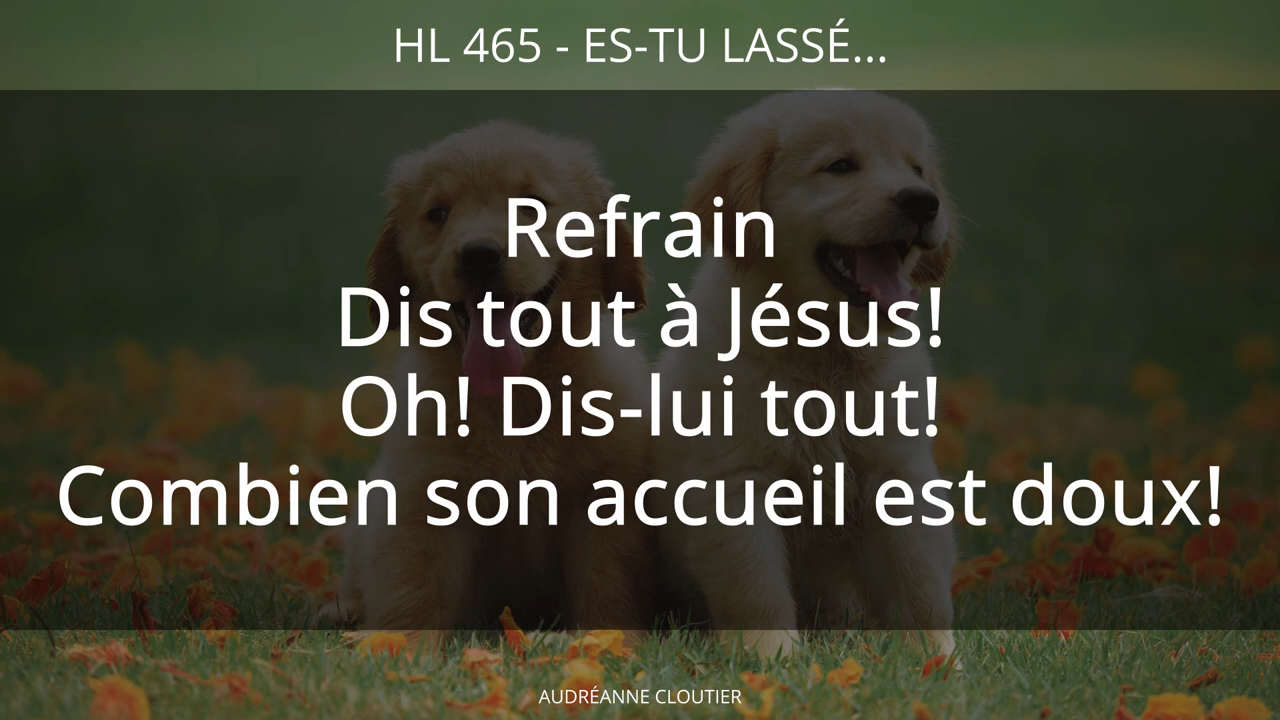 HL 465 - ES-TU LASSÉ...
Refrain
Dis tout à Jésus!
Oh! Dis-lui tout!
Combien son accueil est doux!
AUDRÉANNE CLOUTIER